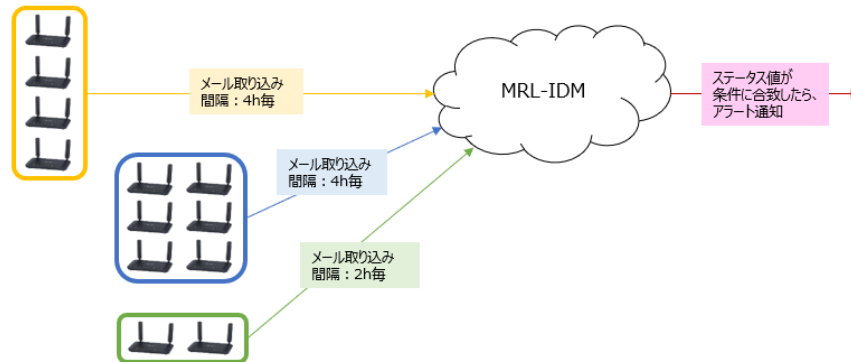 メール取り込み
間隔：4h毎
MRL-IDM
ステータス値が
条件に合致したら、
アラート通知
メール取り込み
間隔：4h毎
メール取り込み
間隔：2h毎